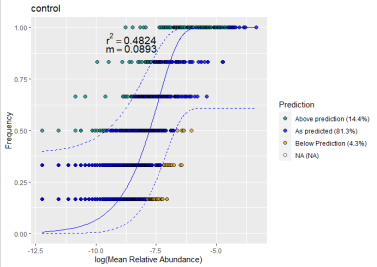 control
r² = 0.4824
m = 0.0893
1.00
0.75
0.50
0.25
0.00
Frequency
-12.5
-10.0
-7.5
-5.0
log(Mean Relative Abundance)
Prediction
Above prediction (14.4%)
As predicted (81.3%)
Below Prediction (4.3%)
NA (NA)